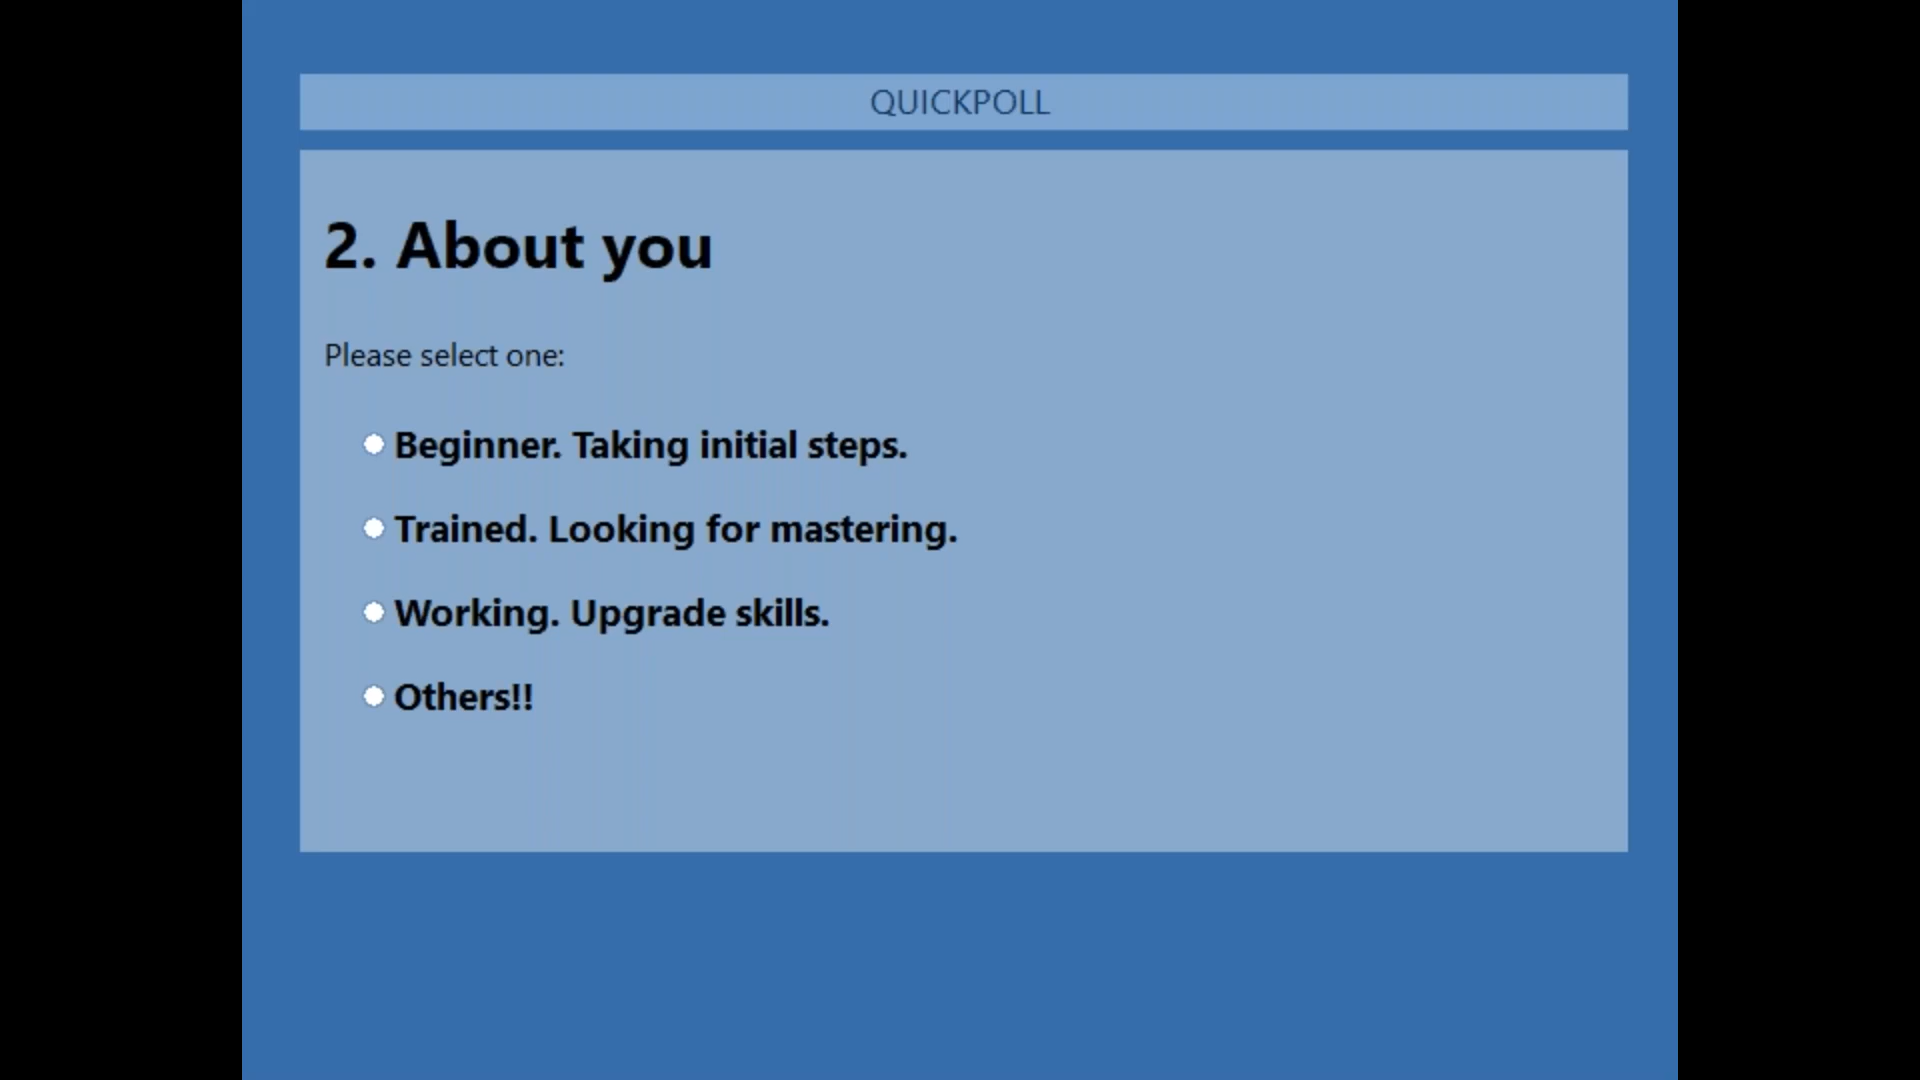 QUICKPOLL
2. About you
Please select one:
Beginner. Taking initial steps.
Trained. Looking for mastering.
Working. Upgrade skills.
Others!!